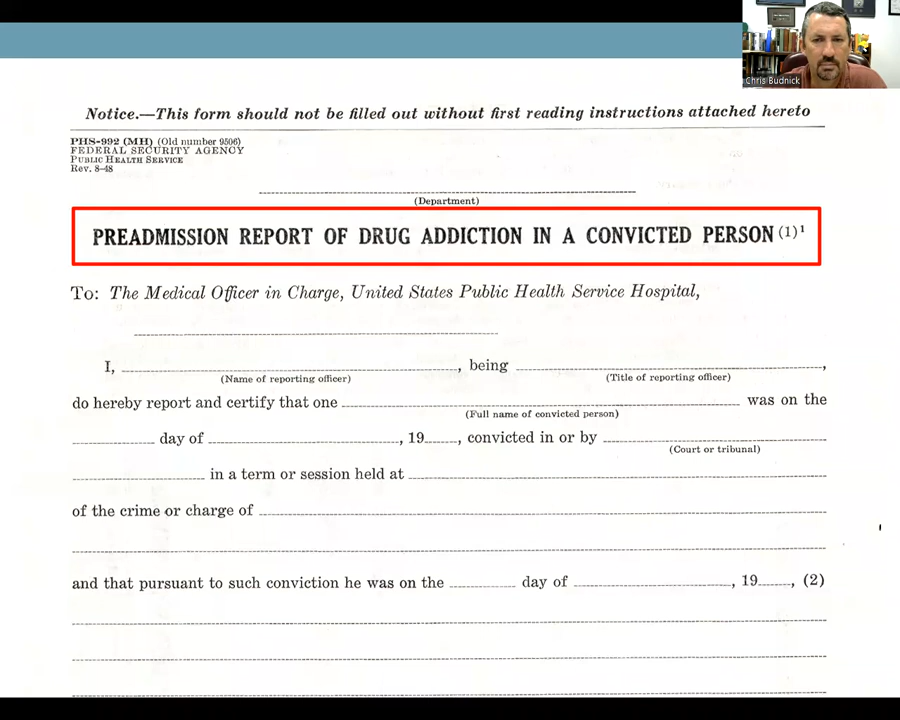 Chris Budnick
Notice.—This form should not be filled out without first reading instructions attached hereto
PHS-992 (MH) (Old number 9506)
FEDERAL SECURITY AGENCY
PUBLIC HEALTH SERVICE
Rev. 8-48
(Department)
PREADMISSION REPORT OF DRUG ADDICTION IN A CONVICTED PERSON (1)¹
To: The Medical Officer in Charge, United States Public Health Service Hospital,
I, , being ,
(Name of reporting officer) (Title of reporting officer)
do hereby report and certify that one was on the
(Full name of convicted person)
day of , 19 , convicted in or by
(Court or tribunal)
in a term or session held at
of the crime or charge of
and that pursuant to such conviction he was on the day of , 19 , (2)